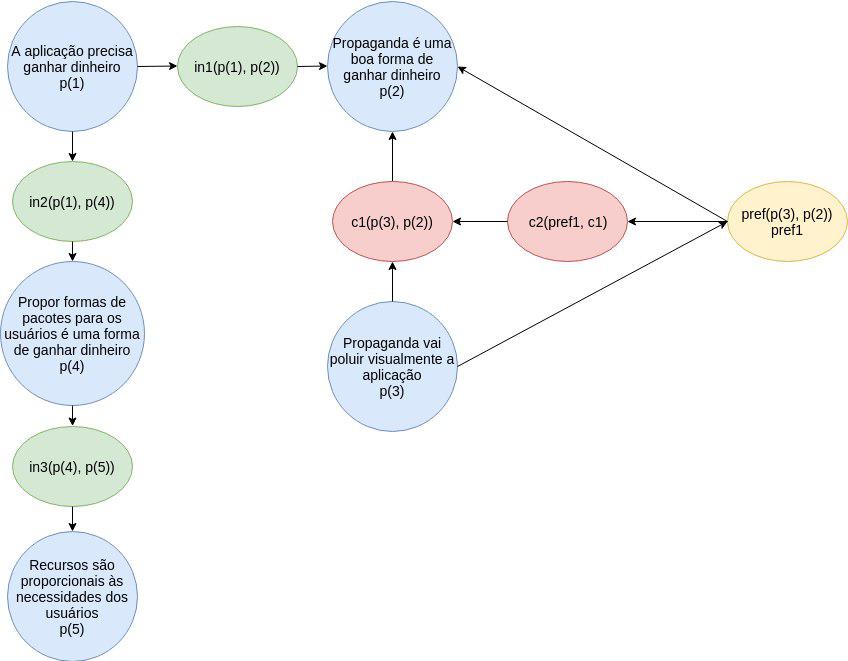 A aplicação precisa
ganhar dinheiro
p(1)
in1(p(1), p(2))
Propaganda é uma
boa forma de
ganhar dinheiro
p(2)
in2(p(1), p(4))
c1(p(3), p(2))
c2(pref1, c1)
pref(p(3), p(2))
pref1
Propor formas de
pacotes para os
usuários é uma forma
de ganhar dinheiro
p(4)
Propaganda vai
poluir visualmente a
aplicação
p(3)
in3(p(4), p(5))
Recursos são
proporcionais às
necessidades dos
usuários
p(5)